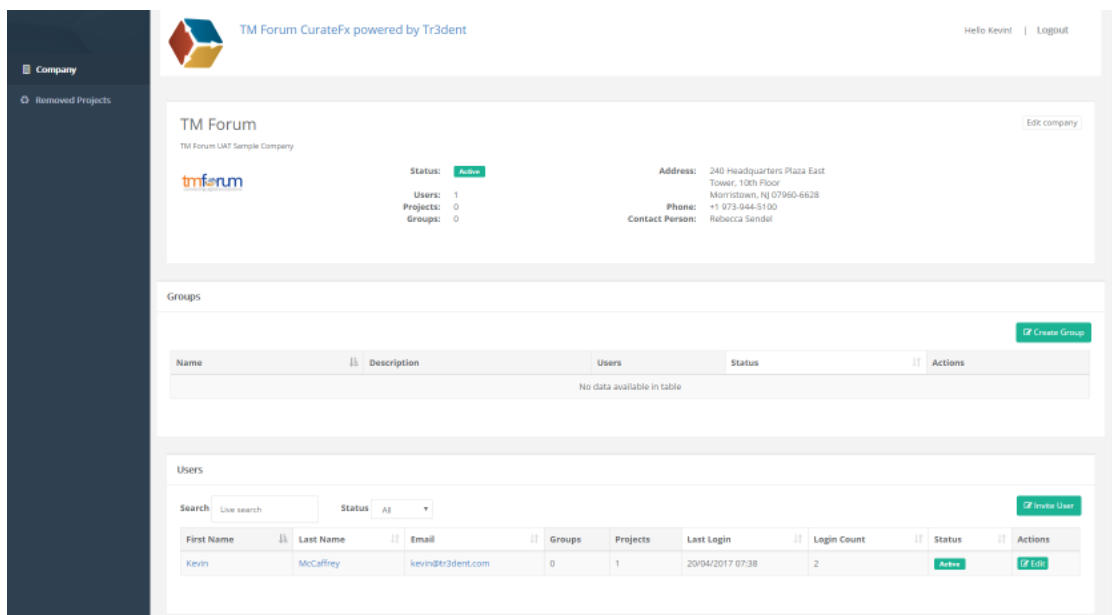 TM Forum CurateFx powered by Tr3dent
Hello Kevin! | Logout
Company
Removed Projects
TM Forum
Edit company
TM Forum UAT Sample Company
tmforum
Status: Active
Users: 1
Projects: 0
Groups: 0
Address: 240 Headquarters Plaza East
Tower, 10th Floor
Morristown, NJ 07960-6628
Phone: +1 973-944-5100
Contact Person: Rebecca Sendel
Groups
Create Group
Name Description Users Status Actions
No data available in table
Users
Search Live search Status All Invite User
First Name Last Name Email Groups Projects Last Login Login Count Status Actions
Kevin McCaffrey kevin@tr3dent.com 0 1 20/04/2017 07:38 2 Active Edit